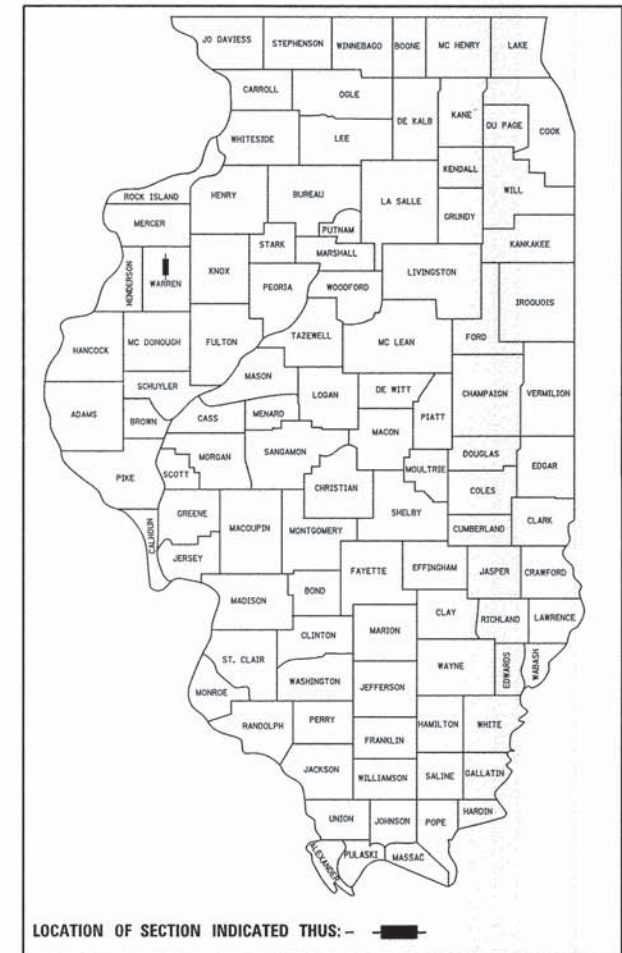 JO DAVIESS
STEPHENSON
WINNEBAGO
BOONE
MC HENRY
LAKE
CARROLL
OGLE
DE KALB
KANE
DU PAGE
COOK
WHITESIDE
LEE
KENDALL
WILL
ROCK ISLAND
HENRY
BUREAU
LA SALLE
GRUNDY
MERCER
PUTNAM
KANKAKEE
STARK
MARSHALL
HENDERSON
WARREN
KNOX
PEORIA
WOODFORD
LIVINGSTON
IROQUOIS
HANCOCK
MC DONOUGH
FULTON
TAZEWELL
MC LEAN
FORD
SCHUYLER
MASON
LOGAN
DE WITT
CHAMPAIGN
VERMILION
ADAMS
BROWN
CASS
MENARD
PIATT
MACON
PIKE
SCOTT
MORGAN
SANGAMON
MOULTRIE
DOUGLAS
EDGAR
CHRISTIAN
COLES
CALHOUN
GREENE
MACOUPIN
MONTGOMERY
SHELBY
CUMBERLAND
CLARK
JERSEY
FAYETTE
EFFINGHAM
JASPER
CRAWFORD
MADISON
BOND
CLAY
RICHLAND
LAWRENCE
CLINTON
MARION
ST. CLAIR
WAYNE
EDWARDS
WABASH
WASHINGTON
MONROE
JEFFERSON
RANDOLPH
PERRY
HAMILTON
WHITE
FRANKLIN
JACKSON
WILLIAMSON
SALINE
GALLATIN
UNION
JOHNSON
POPE
HARDIN
ALEXANDER
PULASKI
MASSAC
LOCATION OF SECTION INDICATED THUS: -